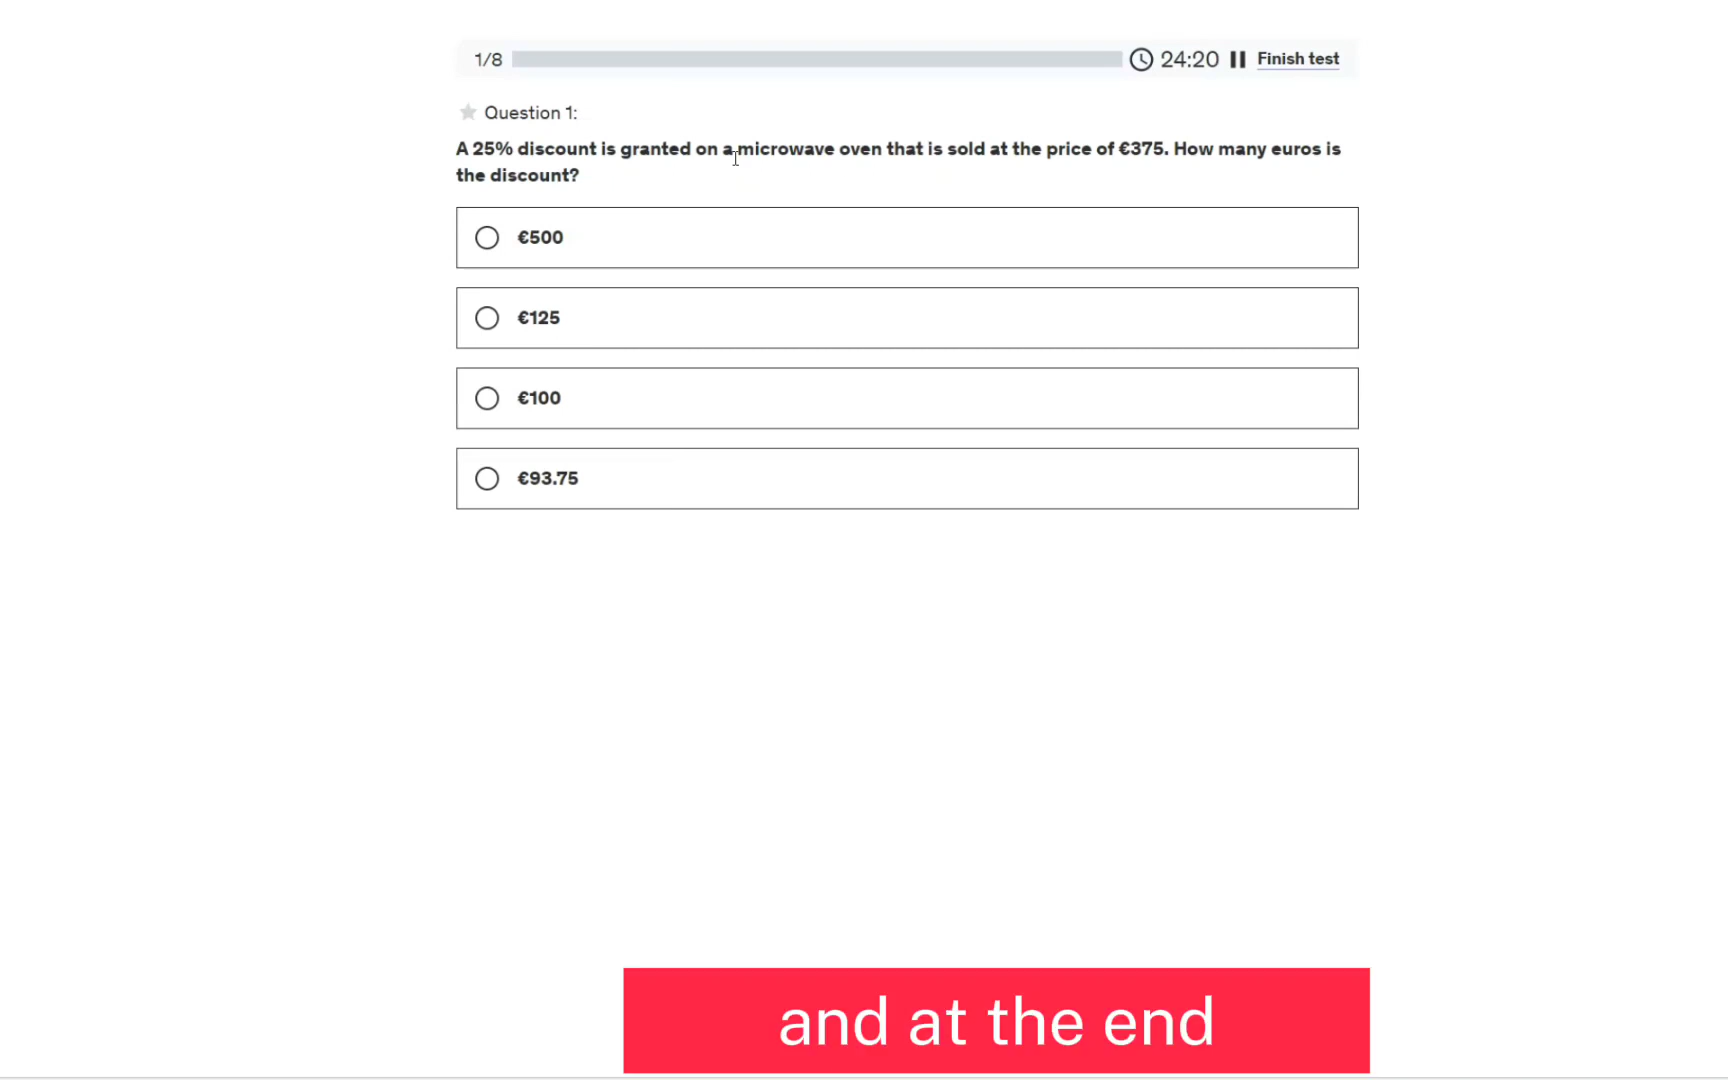 1/8 24:20 Finish test
Question 1:
A 25% discount is granted on a microwave oven that is sold at the price of €375. How many euros is
the discount?
€500
€125
€100
€93.75
and at the end